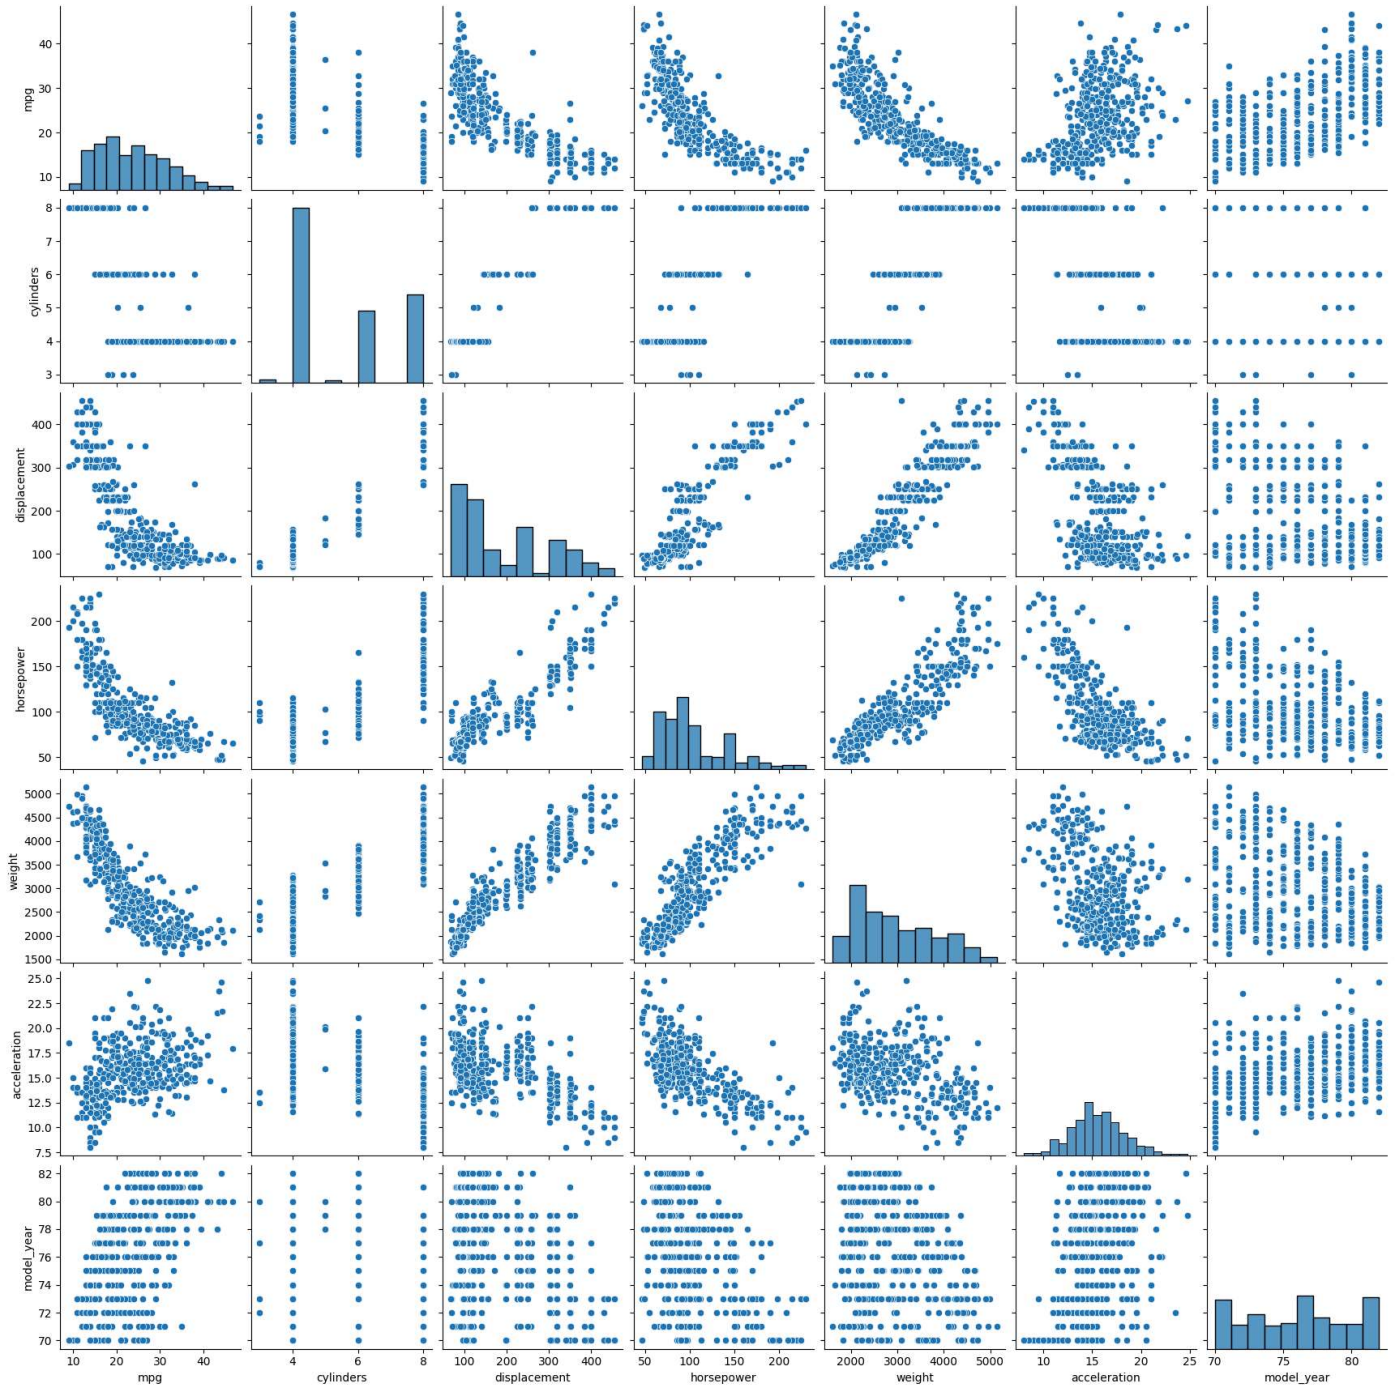 mpg
40
30
20
10
cylinders
8
7
6
5
4
3
displacement
400
300
200
100
horsepower
200
150
100
50
weight
5000
4500
4000
3500
3000
2500
2000
1500
acceleration
25.0
22.5
20.0
17.5
15.0
12.5
10.0
7.5
model_year
82
80
78
76
74
72
70
10 20 30 40
4 6 8
100 200 300 400
50 100 150 200
2000 3000 4000 5000
10 15 20 25
70 75 80
mpg cylinders displacement horsepower weight acceleration model_year